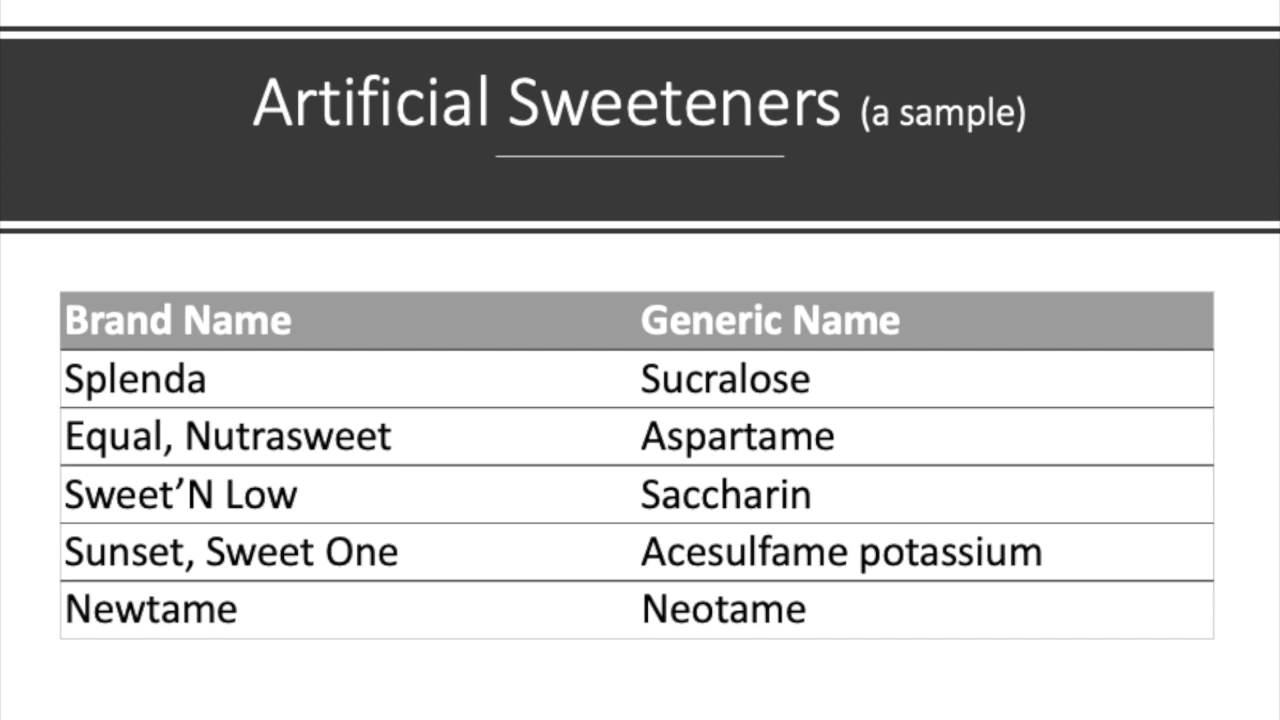 Artificial Sweeteners (a sample)
Brand Name Generic Name
Splenda Sucralose
Equal, Nutrasweet Aspartame
Sweet’N Low Saccharin
Sunset, Sweet One Acesulfame potassium
Newtame Neotame